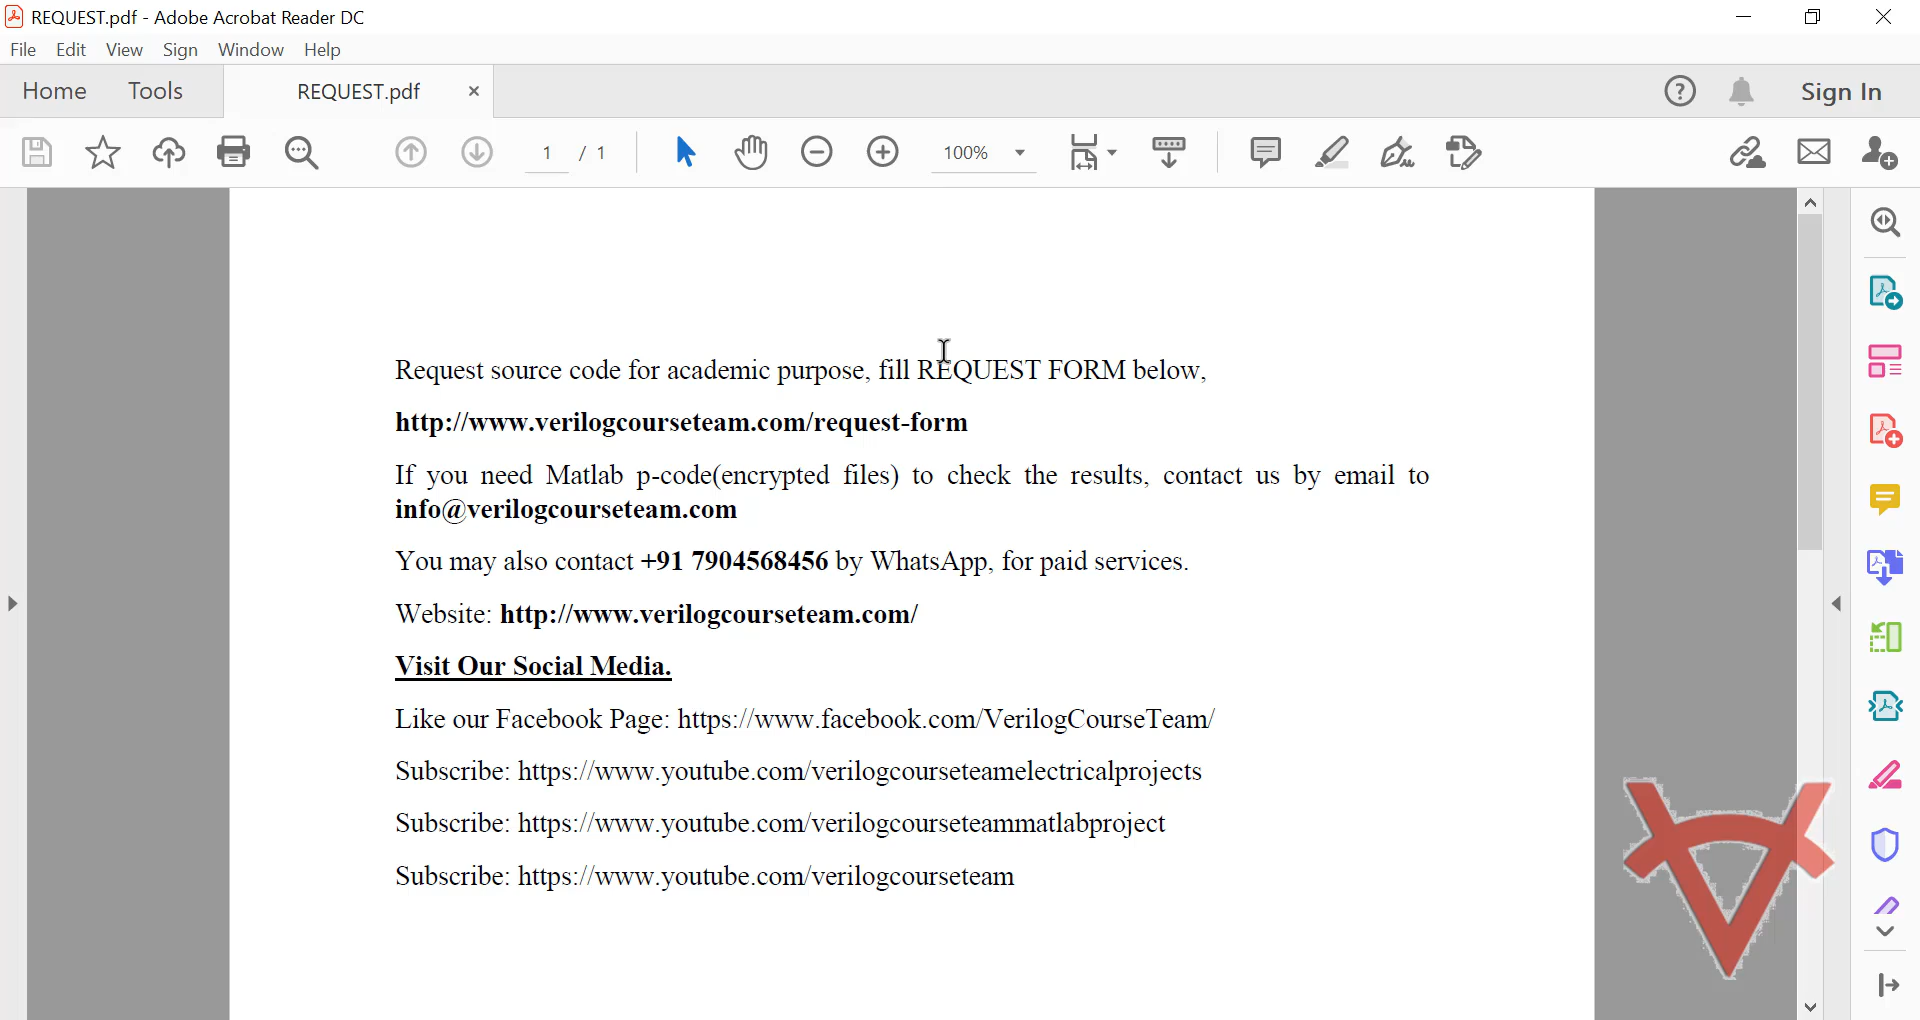 REQUEST.pdf - Adobe Acrobat Reader DC
File Edit View Sign Window Help
Home Tools REQUEST.pdf × Sign In
1 / 1 100%
Request source code for academic purpose, fill REQUEST FORM below,
http://www.verilogcourseteam.com/request-form
If you need Matlab p-code(encrypted files) to check the results, contact us by email to
info@verilogcourseteam.com
You may also contact +91 7904568456 by WhatsApp, for paid services.
Website: http://www.verilogcourseteam.com/
Visit Our Social Media.
Like our Facebook Page: https://www.facebook.com/VerilogCourseTeam/
Subscribe: https://www.youtube.com/verilogcourseteamelectricalprojects
Subscribe: https://www.youtube.com/verilogcourseteammatlabproject
Subscribe: https://www.youtube.com/verilogcourseteam